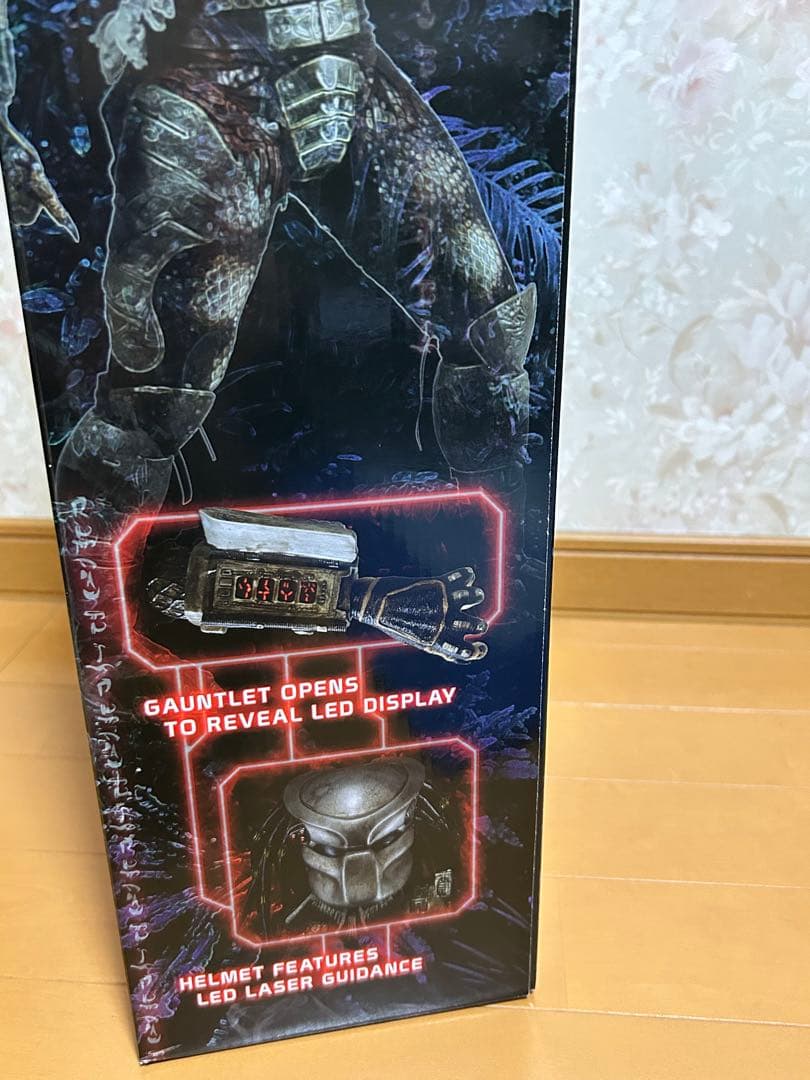 GAUNTLET OPENS
TO REVEAL LED DISPLAY
HELMET FEATURES
LED LASER GUIDANCE